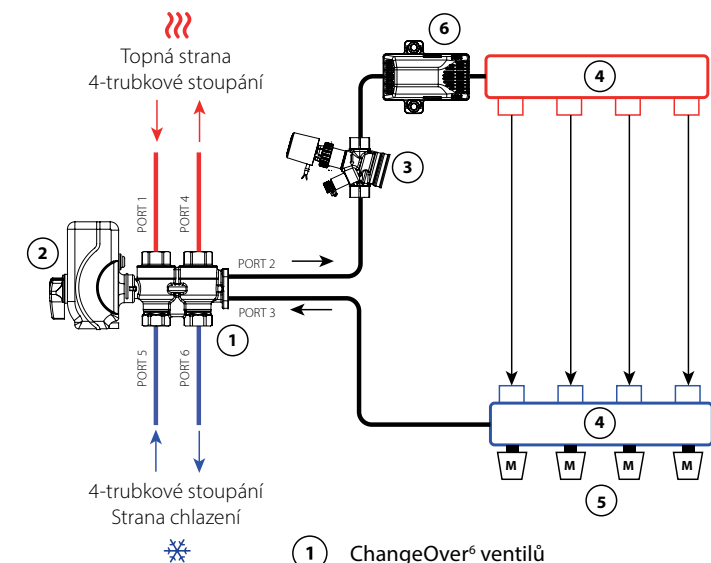 6
Topná strana
4-trubkové stoupání
4
3
PORT 1
PORT 4
2
PORT 2
PORT 3
1
PORT 5
PORT 6
4
M M M M
5
4-trubkové stoupání
Strana chlazení
1 ChangeOver⁶ ventilů